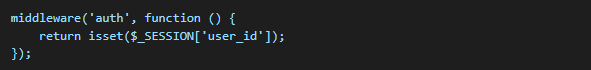 middleware('auth', function () {
    return isset($_SESSION['user_id']);
});